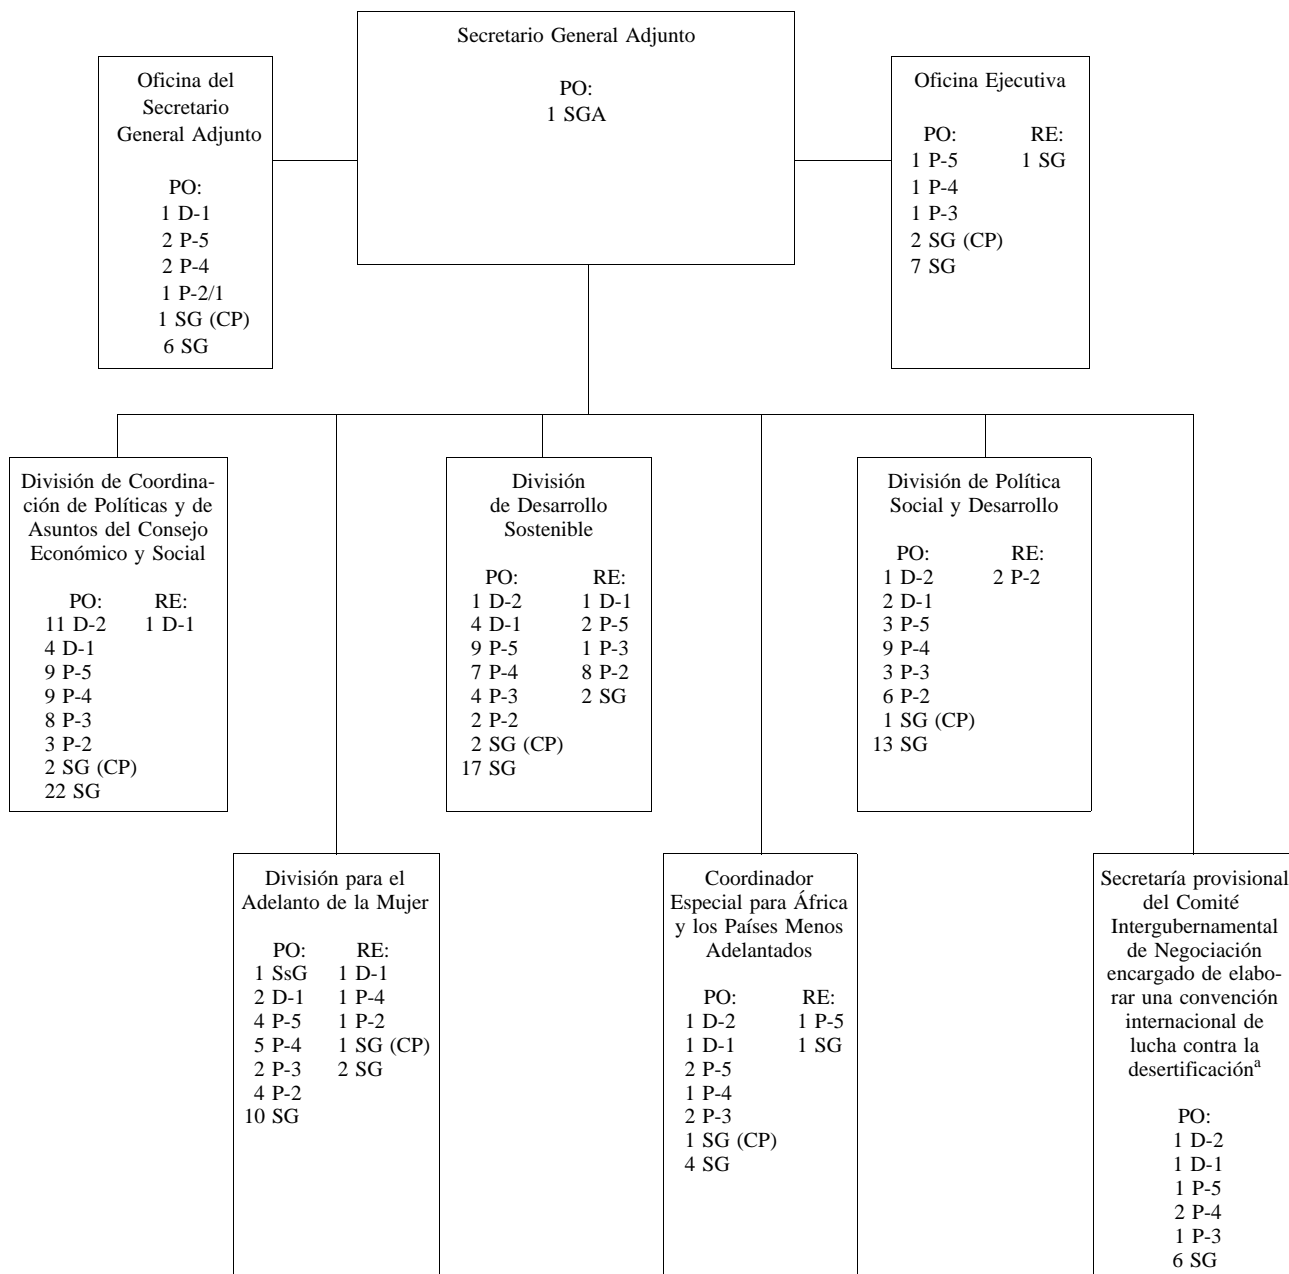 Secretario General Adjunto
PO:
1 SGA
Oficina del
Secretario
General Adjunto
PO:
1 D-1
2 P-5
2 P-4
1 P-2/1
1 SG (CP)
6 SG
Oficina Ejecutiva
PO: RE:
1 P-5 1 SG
1 P-4
1 P-3
2 SG (CP)
7 SG
División de Coordina-
ción de Políticas y de
Asuntos del Consejo
Económico y Social
PO: RE:
11 D-2 1 D-1
4 D-1
9 P-5
9 P-4
8 P-3
3 P-2
2 SG (CP)
22 SG
División
de Desarrollo
Sostenible
PO: RE:
1 D-2 1 D-1
4 D-1 2 P-5
9 P-5 1 P-3
7 P-4 8 P-2
4 P-3 2 SG
2 P-2
2 SG (CP)
17 SG
División de Política
Social y Desarrollo
PO: RE:
1 D-2 2 P-2
2 D-1
3 P-5
9 P-4
3 P-3
6 P-2
1 SG (CP)
13 SG
División para el
Adelanto de la Mujer
PO: RE:
1 SsG 1 D-1
2 D-1 1 P-4
4 P-5 1 P-2
5 P-4 1 SG (CP)
2 P-3 2 SG
4 P-2
10 SG
Coordinador
Especial para África
y los Países Menos
Adelantados
PO: RE:
1 D-2 1 P-5
1 D-1 1 SG
2 P-5
1 P-4
2 P-3
1 SG (CP)
4 SG
Secretaría provisional
del Comité
Intergubernamental
de Negociación
encargado de elabo-
rar una convención
internacional de
lucha contra la
desertificaciónª
PO:
1 D-2
1 D-1
1 P-5
2 P-4
1 P-3
6 SG